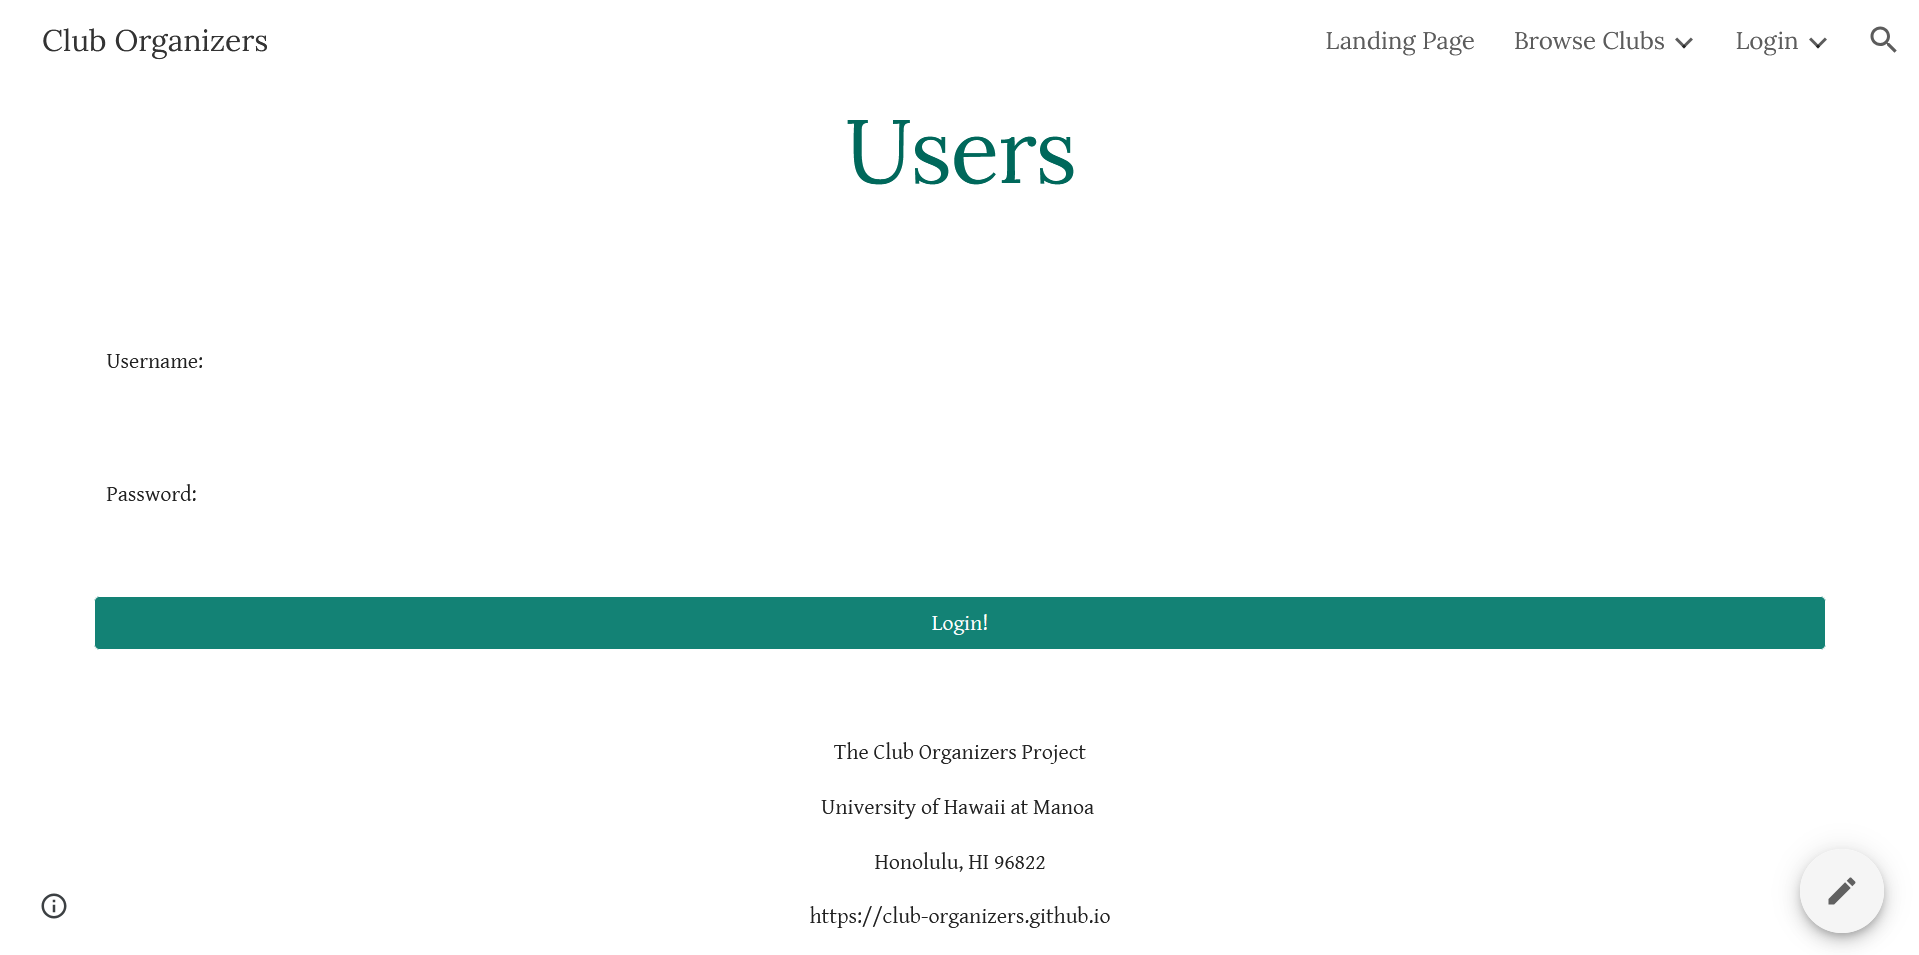 Club Organizers
Landing Page
Browse Clubs
Login
Users
Username:
Password:
Login!
The Club Organizers Project
University of Hawaii at Manoa
Honolulu, HI 96822
https://club-organizers.github.io